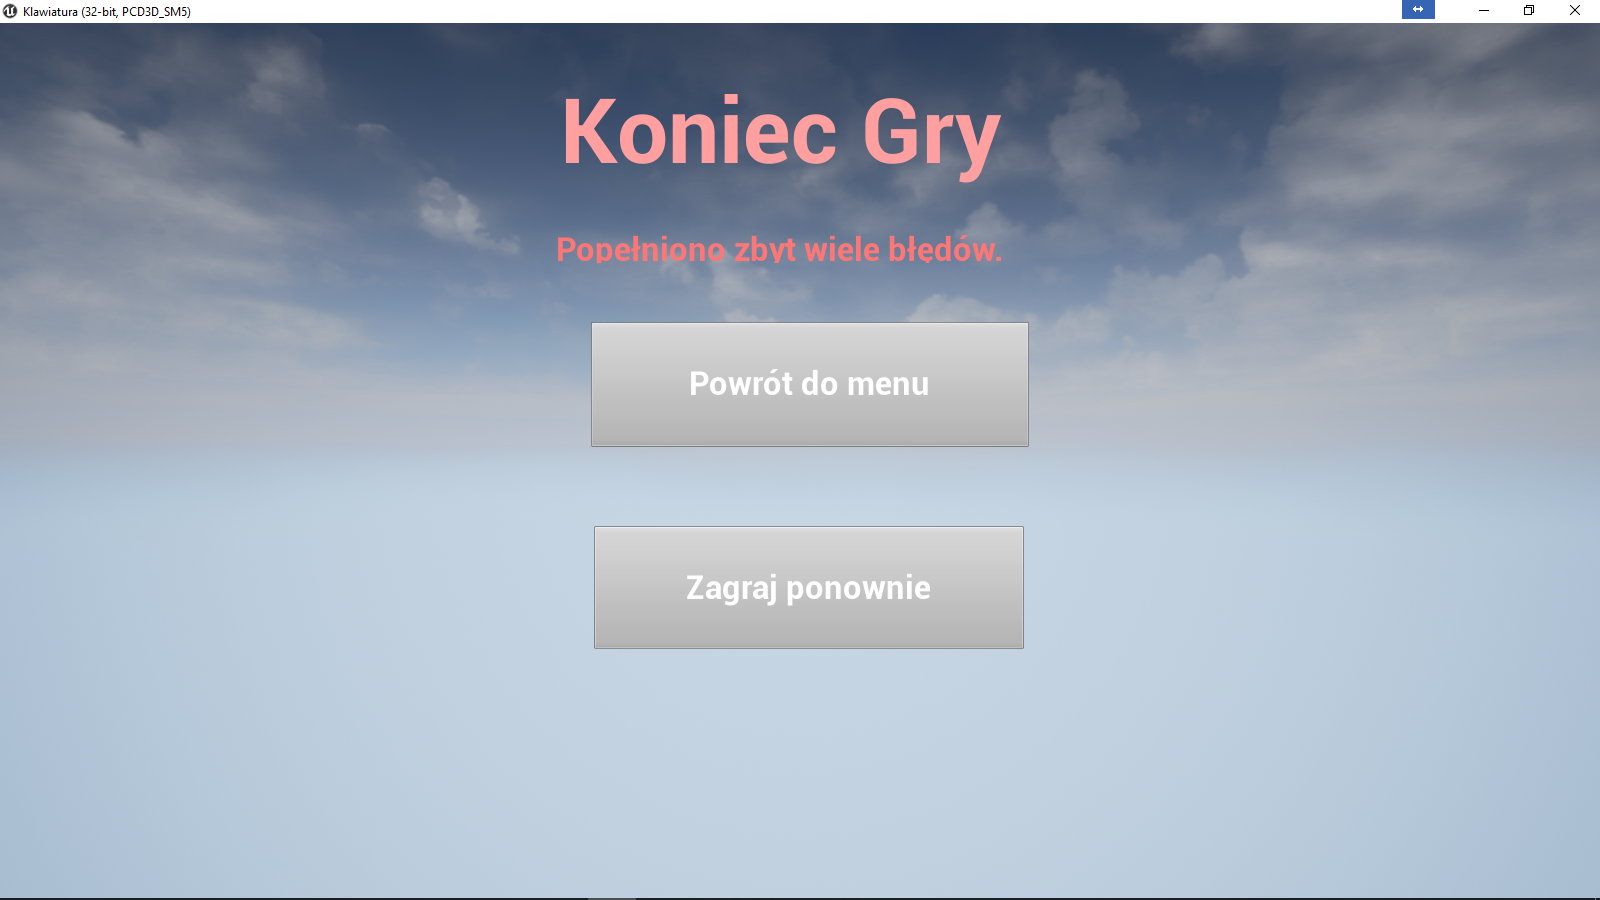 Klawiatura (32-bit, PCD3D_SM5)
Koniec Gry
Popełniono zbyt wiele błędów.
Powrót do menu
Zagraj ponownie